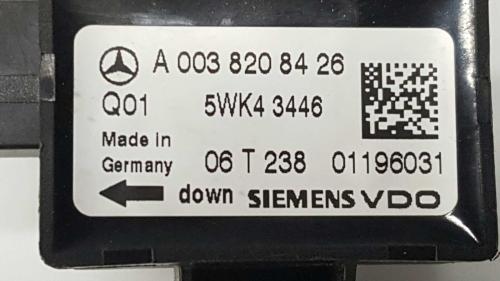 A 003 820 84 26
Q01 5WK4 3446
Made in
Germany 06 T 238 01196031
down SIEMENS VDO